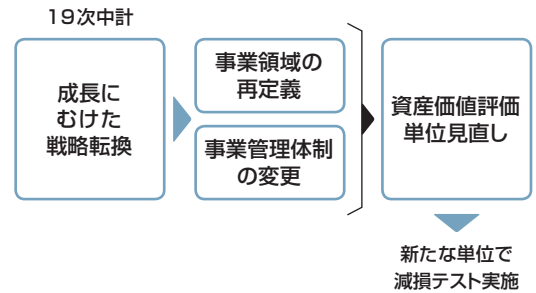 19次中計
成長に
むけた
戦略転換
事業領域の
再定義
事業管理体制
の変更
資産価値評価
単位見直し
新たな単位で
減損テスト実施